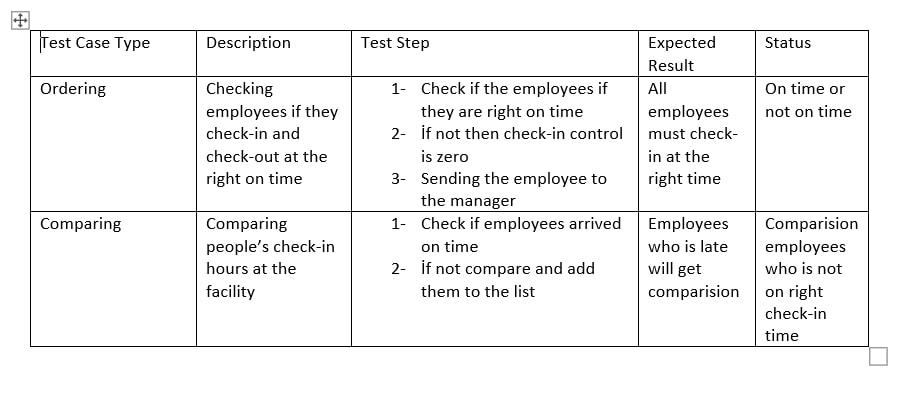 Test Case Type
Description
Test Step
Expected
Result
Status
Ordering
Checking
employees if they
check-in and
check-out at the
right on time
1- Check if the employees if
they are right on time
2- İf not then check-in control
is zero
3- Sending the employee to
the manager
All
employees
must check-
in at the
right time
On time or
not on time
Comparing
Comparing
people’s check-in
hours at the
facility
1- Check if employees arrived
on time
2- İf not compare and add
them to the list
Employees
who is late
will get
comparision
Comparision
employees
who is not
on right
check-in
time